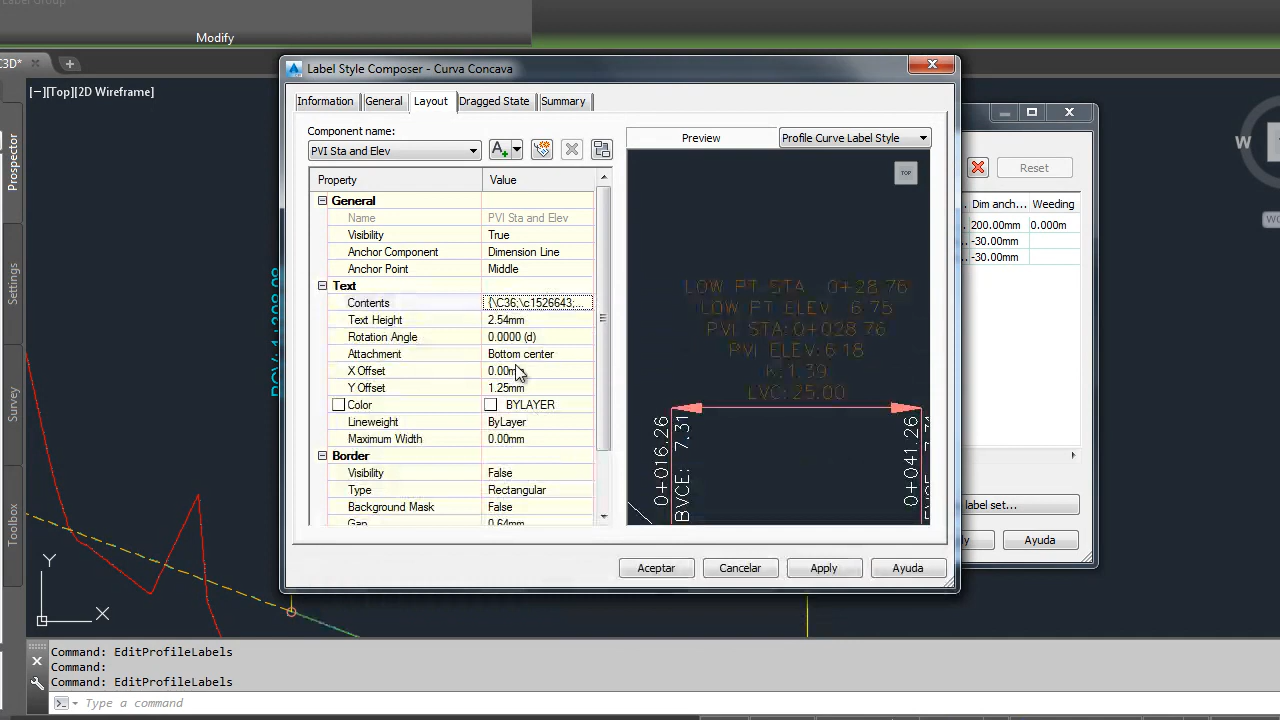 Label Group
Modify
C3D*
[−][Top][2D Wireframe]
W
Prospector
Settings
Survey
Toolbox
Label Style Composer - Curva Concava
Information
General
Layout
Dragged State
Summary
Component name:
PVI Sta and Elev
Preview
Profile Curve Label Style
Property Value
General
Name PVI Sta and Elev
Visibility True
Anchor Component Dimension Line
Anchor Point Middle
Text
Contents {\C36;\c1526643;...
Text Height 2.54mm
Rotation Angle 0.0000 (d)
Attachment Bottom center
X Offset 0.00mm
Y Offset 1.25mm
Color BYLAYER
Lineweight ByLayer
Maximum Width 0.00mm
Border
Visibility False
Type Rectangular
Background Mask False
Gap 0.64mm
TOP
LOW PT STA 0+28 76
LOW PT ELEV 6 75
PVI STA:0+028 76
PVI ELEV:6 18
K:1.39
LVC:25.00
0+016.26
BVCE: 7.31
0+041.26
Aceptar
Cancelar
Apply
Ayuda
Reset
Dim anch... Weeding
200.00mm 0.000m
-30.00mm
-30.00mm
label set...
Ayuda
Y
X
Command: EditProfileLabels
Command:
Command: EditProfileLabels
Type a command